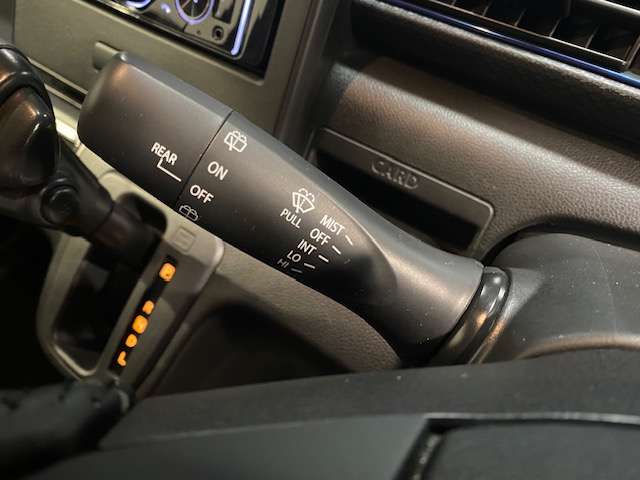 REAR
ON
OFF
PULL
MIST
OFF
INT
LO
HI
CARD